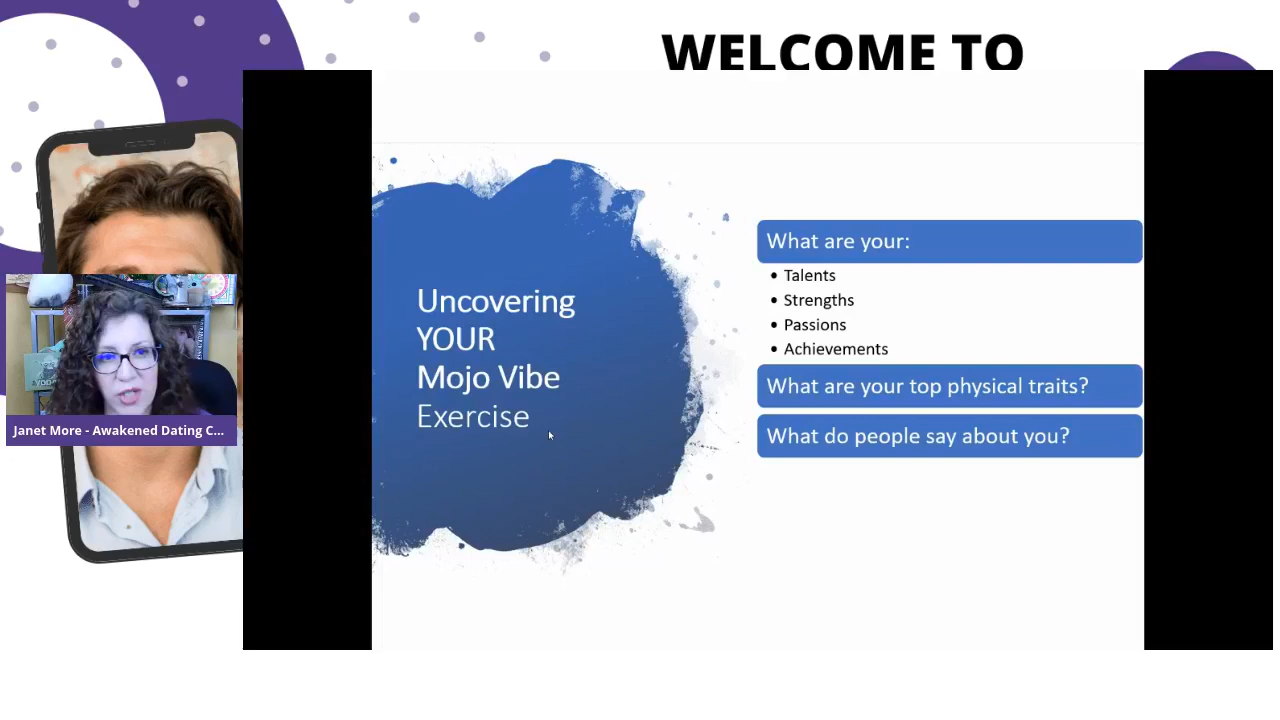 WELCOME TO
Uncovering
YOUR
Mojo Vibe
Exercise
What are your:
• Talents
• Strengths
• Passions
• Achievements
What are your top physical traits?
What do people say about you?
Janet More - Awakened Dating C...